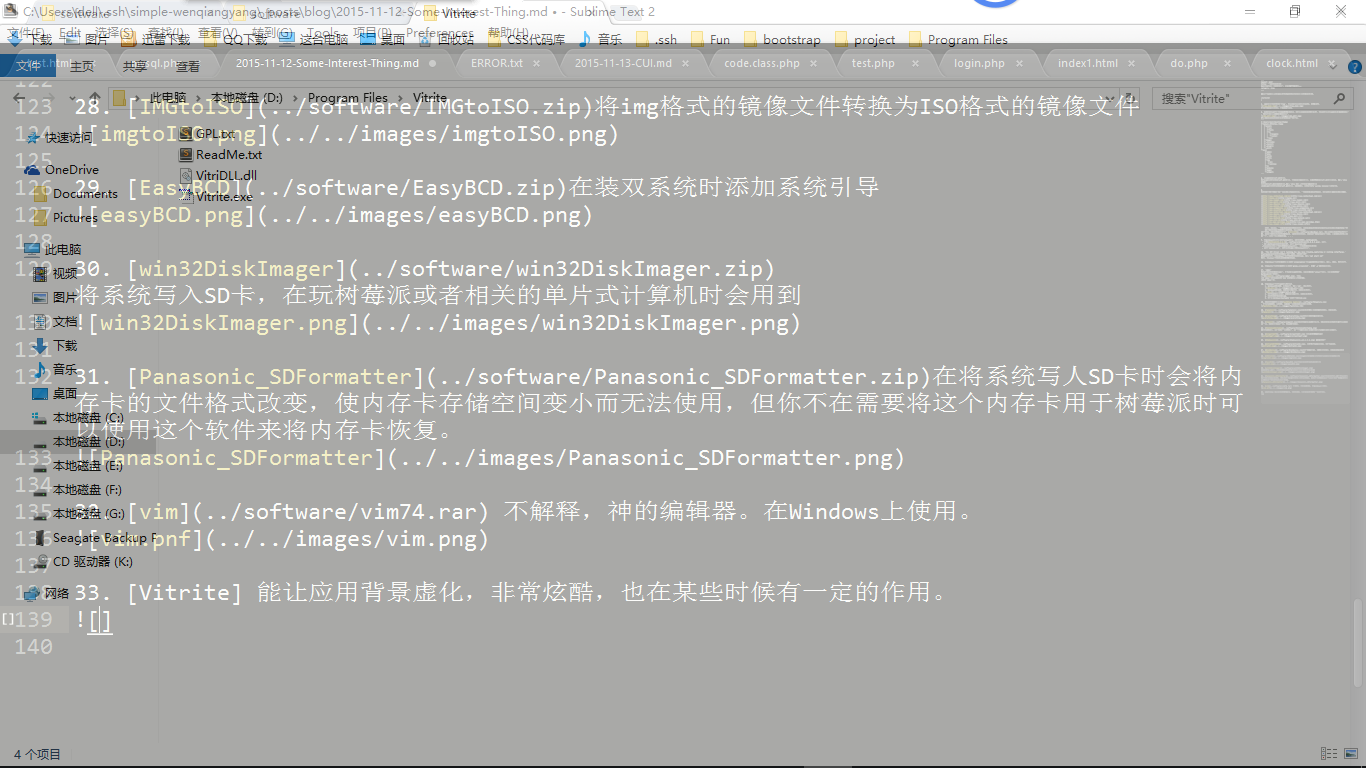 C:\Users\dell\.ssh\simple-wenqiangyang\_posts\blog\2015-11-12-Some-Interest-Thing.md • - Sublime Text 2
software
software
Vitrite
文件(F) Edit 选择(S) 查找(I) 查看(V) 转到(G) Tools 项目(P) Preferences 帮助(H)
下载 图片 迅雷下载 QQ下载 这台电脑 桌面 回收站 CSS代码库 音乐 .ssh Fun bootstrap project Program Files
文件 主页 共享 查看
2015-11-12-Some-Interest-Thing.md ERROR.txt 2015-11-13-CUI.md code.class.php test.php login.php index1.html do.php clock.html
此电脑 本地磁盘 (D:) Program Files Vitrite
搜索"Vitrite"
122
123 28. [IMGtoISO](../software/IMGtoISO.zip)将img格式的镜像文件转换为ISO格式的镜像文件
124 ![imgtoISO.png](../../images/imgtoISO.png)
125
126 29. [EasyBCD](../software/EasyBCD.zip)在装双系统时添加系统引导
127 ![easyBCD.png](../../images/easyBCD.png)
128
129 30. [win32DiskImager](../software/win32DiskImager.zip)
将系统写入SD卡，在玩树莓派或者相关的单片式计算机时会用到
130 ![win32DiskImager.png](../../images/win32DiskImager.png)
131
132 31. [Panasonic_SDFormatter](../software/Panasonic_SDFormatter.zip)在将系统写人SD卡时会将内
存卡的文件格式改变，使内存卡存储空间变小而无法使用，但你不在需要将这个内存卡用于树莓派时可
以使用这个软件来将内存卡恢复。
133 ![Panasonic_SDFormatter](../../images/Panasonic_SDFormatter.png)
134
135 32. [vim](../software/vim74.rar) 不解释，神的编辑器。在Windows上使用。
136 ![vim.pnf](../../images/vim.png)
137
138 33. [Vitrite] 能让应用背景虚化，非常炫酷，也在某些时候有一定的作用。
139 ![]
140
快速访问
OneDrive
Documents
Pictures
此电脑
视频
图片
文档
下载
音乐
桌面
本地磁盘 (C:)
本地磁盘 (D:)
本地磁盘 (E:)
本地磁盘 (F:)
本地磁盘 (G:)
Seagate Backup P
CD 驱动器 (K:)
网络
GPL.txt
ReadMe.txt
VitriDLL.dll
Vitrite.exe
4 个项目